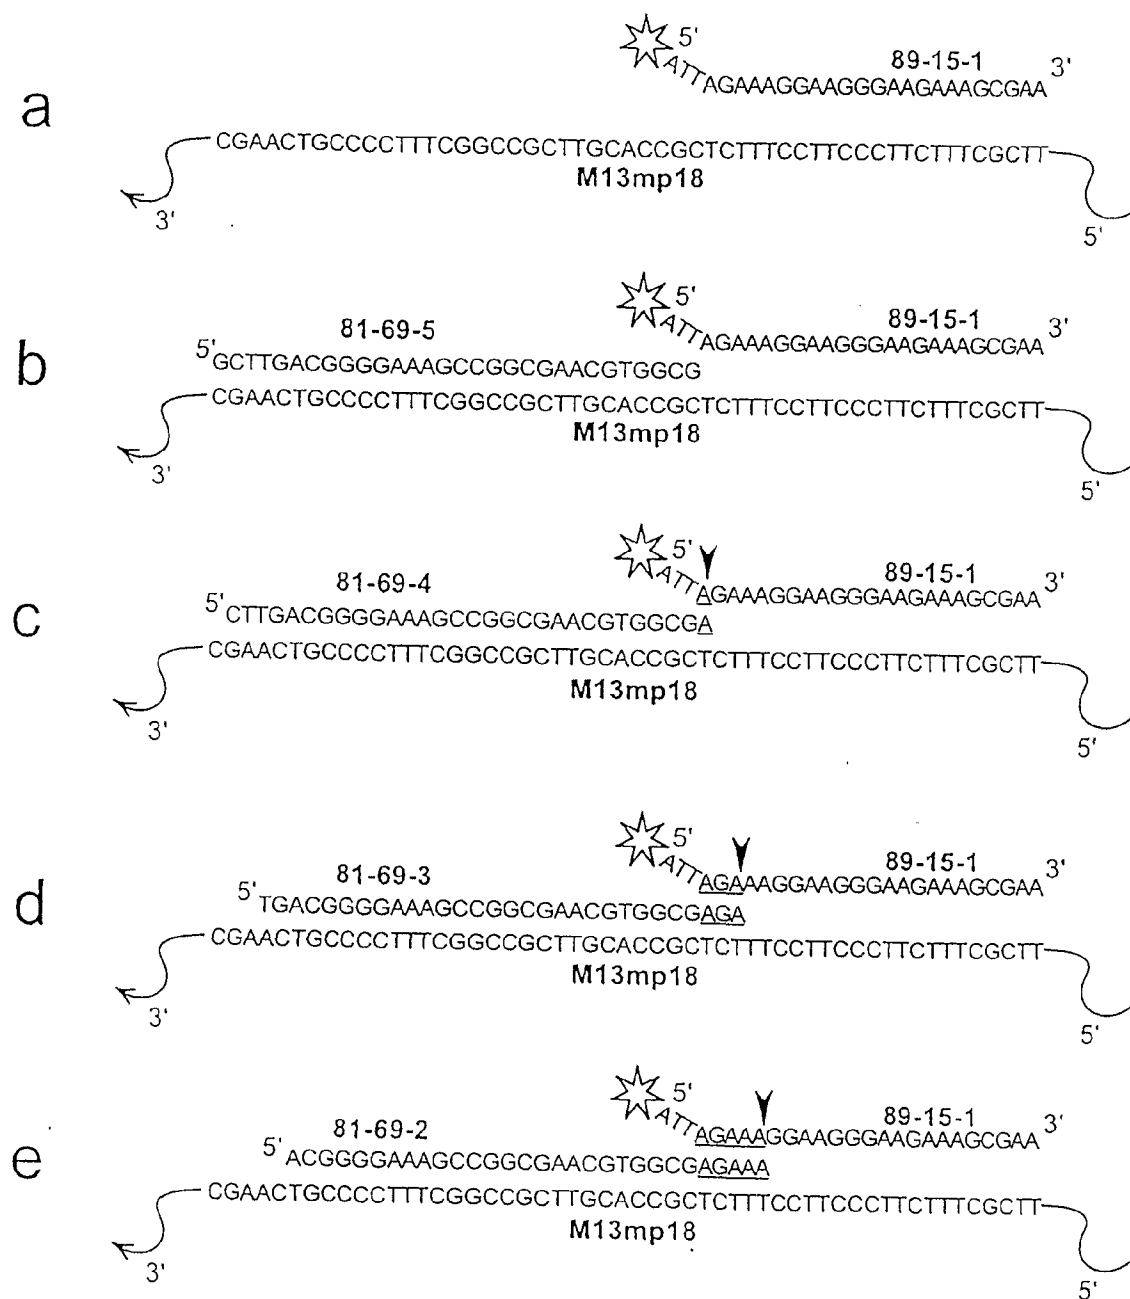 5'
89-15-1
3'
ATTAGAAAGGAAGGGAAGAAAGCGAA
a
CGAACTGCCCCTTTCGGCCGCTTGCACCGCTCTTTCCTTCCCTTCTTTCGCTT
M13mp18
3'
5'
5'
89-15-1
3'
81-69-5
ATTAGAAAGGAAGGGAAGAAAGCGAA
b
5'
GCTTGACGGGGAAAGCCGGCGAACGTGGCG
CGAACTGCCCCTTTCGGCCGCTTGCACCGCTCTTTCCTTCCCTTCTTTCGCTT
M13mp18
3'
5'
5'
89-15-1
3'
81-69-4
ATTAGAAAGGAAGGGAAGAAAGCGAA
c
5'
CTTGACGGGGAAAGCCGGCGAACGTGGCGA
CGAACTGCCCCTTTCGGCCGCTTGCACCGCTCTTTCCTTCCCTTCTTTCGCTT
M13mp18
3'
5'
5'
89-15-1
3'
81-69-3
ATTAGAAAGGAAGGGAAGAAAGCGAA
d
5'
TGACGGGGAAAGCCGGCGAACGTGGCGAGA
CGAACTGCCCCTTTCGGCCGCTTGCACCGCTCTTTCCTTCCCTTCTTTCGCTT
M13mp18
3'
5'
5'
89-15-1
3'
81-69-2
ATTAGAAAGGAAGGGAAGAAAGCGAA
e
5'
ACGGGGAAAGCCGGCGAACGTGGCGAGAAA
CGAACTGCCCCTTTCGGCCGCTTGCACCGCTCTTTCCTTCCCTTCTTTCGCTT
M13mp18
3'
5'